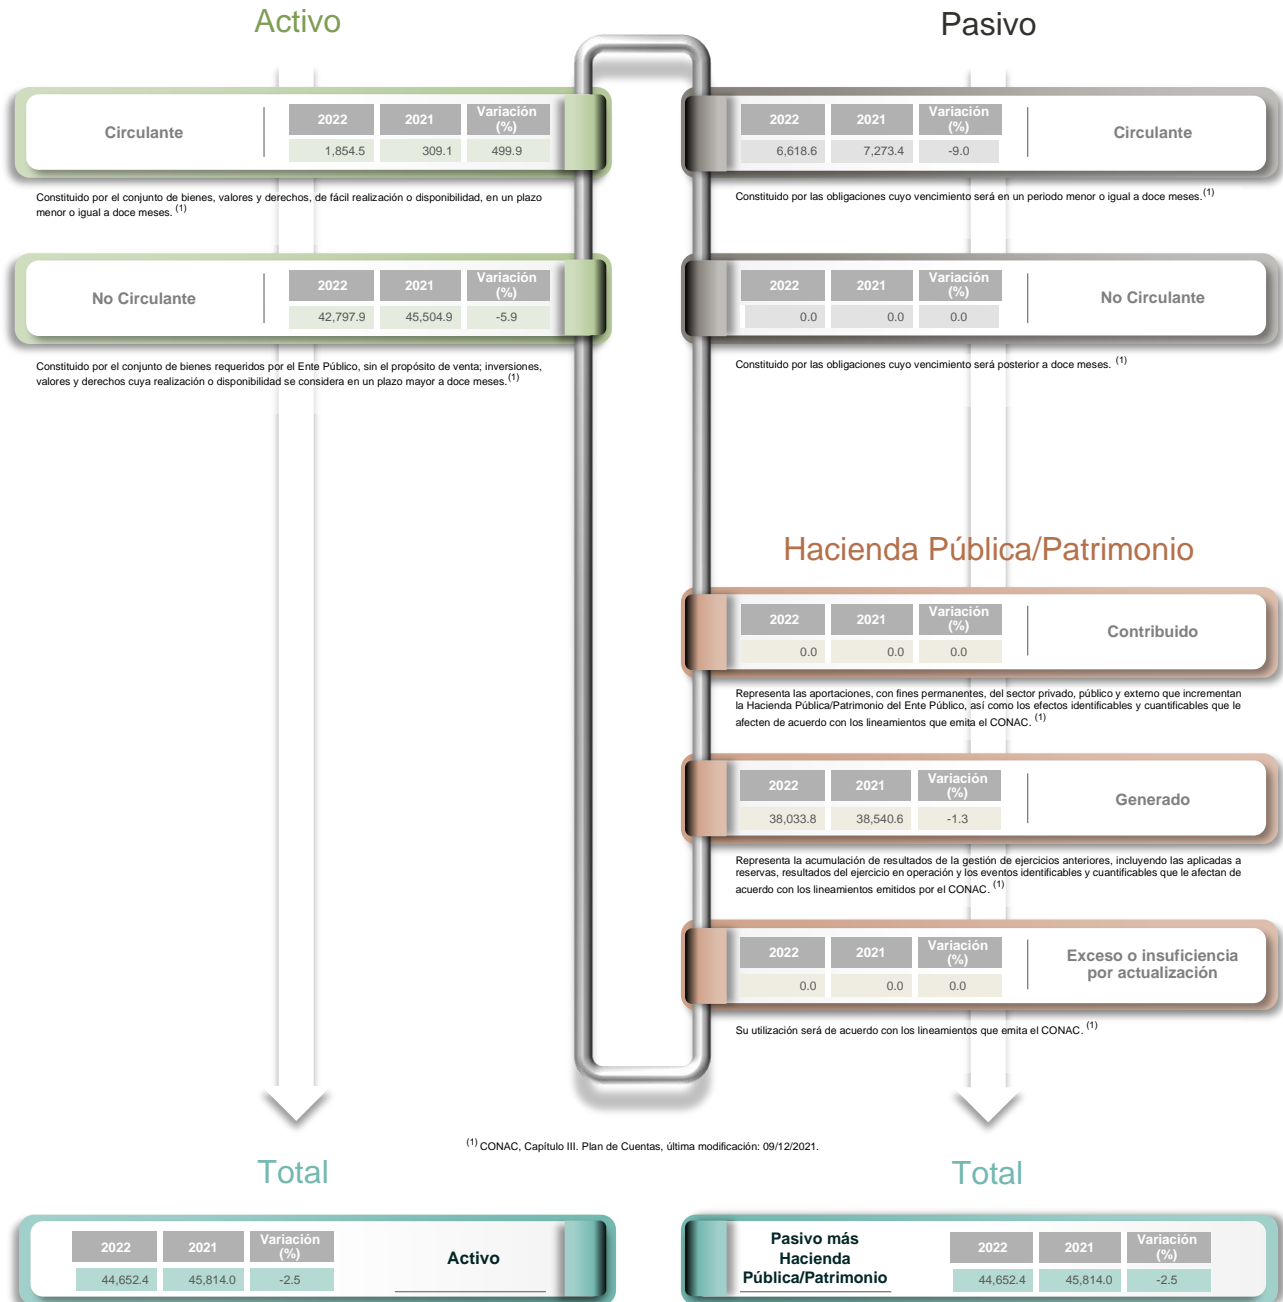 Activo
Circulante
2022 2021 Variación (%)
1,854.5 309.1 499.9
Constituido por el conjunto de bienes, valores y derechos, de fácil realización o disponibilidad, en un plazo
menor o igual a doce meses. (1)
No Circulante
2022 2021 Variación (%)
42,797.9 45,504.9 -5.9
Constituido por el conjunto de bienes requeridos por el Ente Público, sin el propósito de venta; inversiones,
valores y derechos cuya realización o disponibilidad se considera en un plazo mayor a doce meses. (1)
Pasivo
2022 2021 Variación (%)
6,618.6 7,273.4 -9.0
Circulante
Constituido por las obligaciones cuyo vencimiento será en un periodo menor o igual a doce meses. (1)
2022 2021 Variación (%)
0.0 0.0 0.0
No Circulante
Constituido por las obligaciones cuyo vencimiento será posterior a doce meses. (1)
Hacienda Pública/Patrimonio
2022 2021 Variación (%)
0.0 0.0 0.0
Contribuido
Representa las aportaciones, con fines permanentes, del sector privado, público y externo que incrementan
la Hacienda Pública/Patrimonio del Ente Público, así como los efectos identificables y cuantificables que le
afecten de acuerdo con los lineamientos que emita el CONAC. (1)
2022 2021 Variación (%)
38,033.8 38,540.6 -1.3
Generado
Representa la acumulación de resultados de la gestión de ejercicios anteriores, incluyendo las aplicadas a
reservas, resultados del ejercicio en operación y los eventos identificables y cuantificables que le afectan de
acuerdo con los lineamientos emitidos por el CONAC. (1)
2022 2021 Variación (%)
0.0 0.0 0.0
Exceso o insuficiencia
por actualización
Su utilización será de acuerdo con los lineamientos que emita el CONAC. (1)
(1) CONAC, Capítulo III. Plan de Cuentas, última modificación: 09/12/2021.
Total
2022 2021 Variación (%)
44,652.4 45,814.0 -2.5
Activo
Total
Pasivo más
Hacienda
Pública/Patrimonio
2022 2021 Variación (%)
44,652.4 45,814.0 -2.5